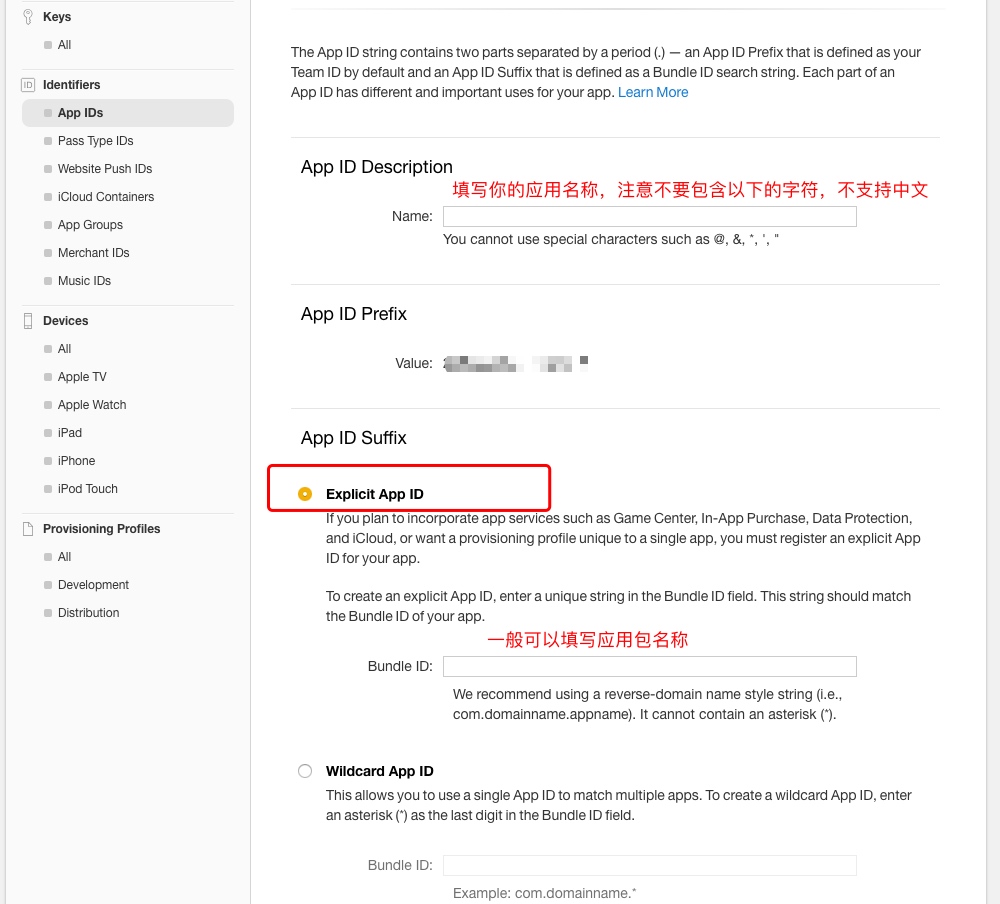 Keys
All
Identifiers
App IDs
Pass Type IDs
Website Push IDs
iCloud Containers
App Groups
Merchant IDs
Music IDs
Devices
All
Apple TV
Apple Watch
iPad
iPhone
iPod Touch
Provisioning Profiles
All
Development
Distribution
The App ID string contains two parts separated by a period (.) — an App ID Prefix that is defined as your
Team ID by default and an App ID Suffix that is defined as a Bundle ID search string. Each part of an
App ID has different and important uses for your app. Learn More
App ID Description
填写你的应用名称，注意不要包含以下的字符，不支持中文
Name:
You cannot use special characters such as @, &, *, ', "
App ID Prefix
Value:
App ID Suffix
Explicit App ID
If you plan to incorporate app services such as Game Center, In-App Purchase, Data Protection,
and iCloud, or want a provisioning profile unique to a single app, you must register an explicit App
ID for your app.
To create an explicit App ID, enter a unique string in the Bundle ID field. This string should match
the Bundle ID of your app.
一般可以填写应用包名称
Bundle ID:
We recommend using a reverse-domain name style string (i.e.,
com.domainname.appname). It cannot contain an asterisk (*).
Wildcard App ID
This allows you to use a single App ID to match multiple apps. To create a wildcard App ID, enter
an asterisk (*) as the last digit in the Bundle ID field.
Bundle ID:
Example: com.domainname.*